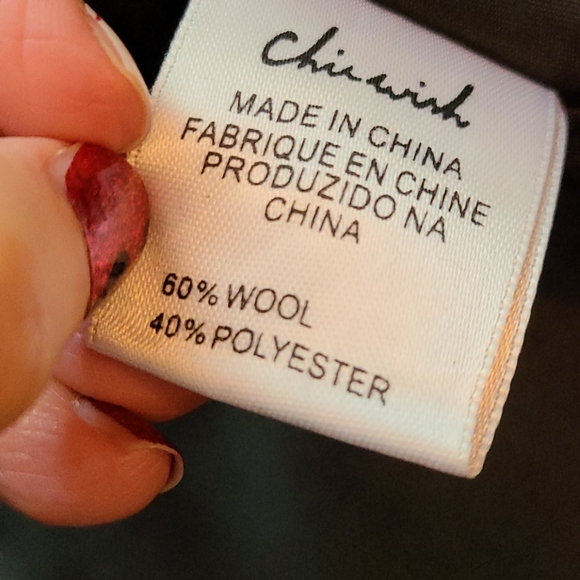 Chicwish
MADE IN CHINA
FABRIQUE EN CHINE
PRODUZIDO NA
CHINA
60% WOOL
40% POLYESTER